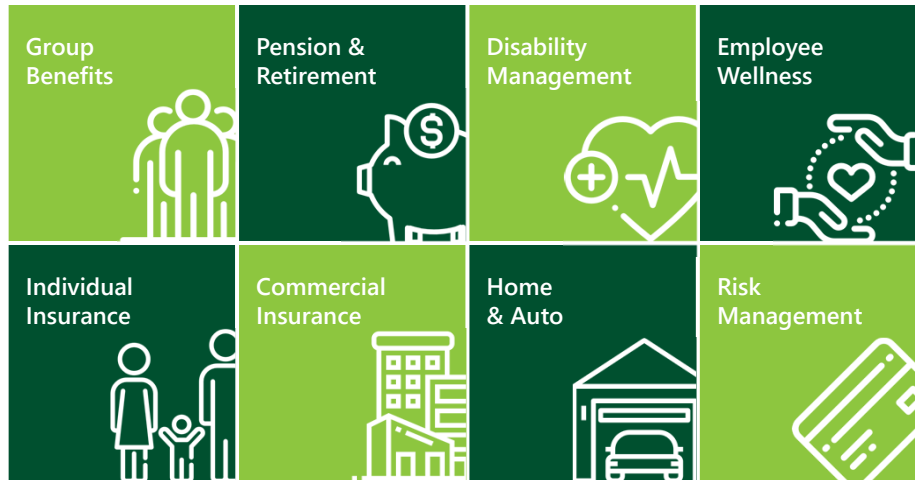 Group
Benefits
Pension &
Retirement
Disability
Management
Employee
Wellness
Individual
Insurance
Commercial
Insurance
Home
& Auto
Risk
Management